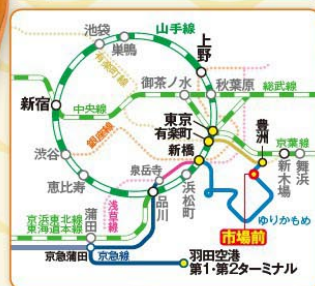 池袋
巣鴨
山手線
有楽町線
上野
御茶ノ水
秋葉原
総武線
新宿
中央線
東京
有楽町
豊洲
銀座線
新橋
京葉線
渋谷
泉岳寺
新木場
舞浜
恵比寿
浜松町
品川
浅草線
ゆりかもめ
京浜東北線
東海道本線
蒲田
市場前
京急蒲田
京急線
羽田空港
第1・第2ターミナル